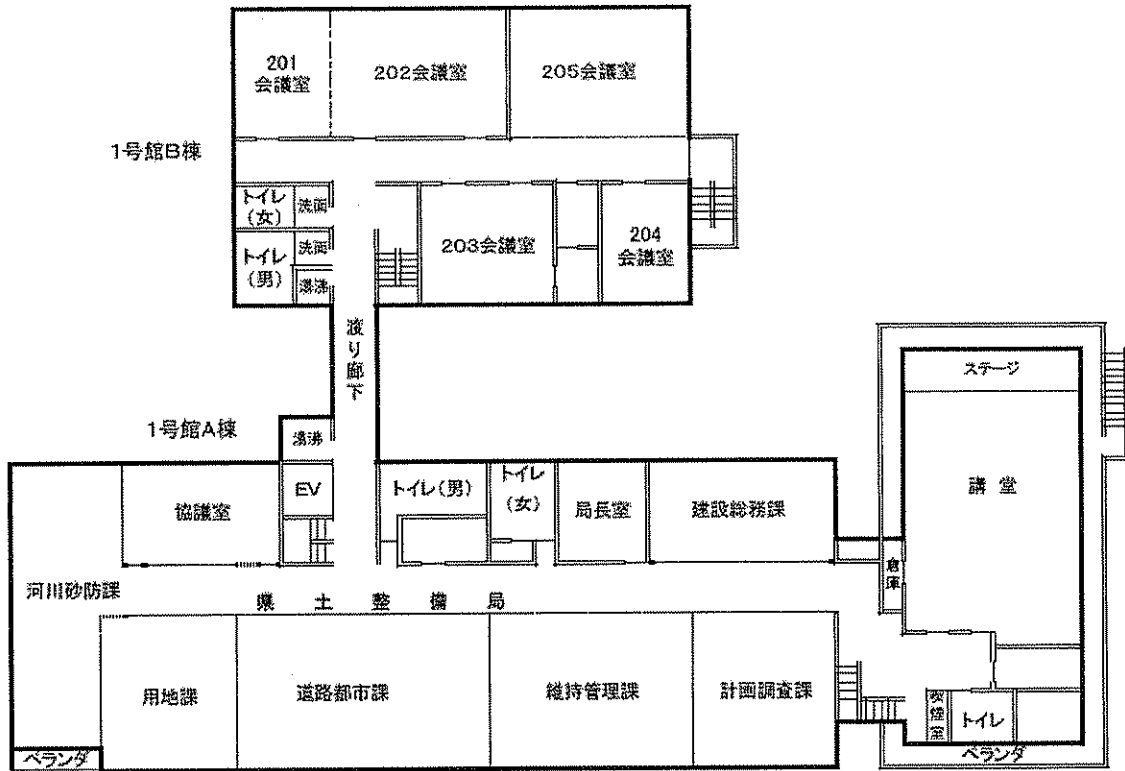 201
会議室
202会議室
205会議室
1号館B棟
トイレ
(女)
洗面
トイレ
(男)
洗面
湯沸
203会議室
204
会議室
渡り廊下
ステージ
1号館A棟
湯沸
EV
協議室
トイレ(男)
トイレ
(女)
局長室
建設総務課
講堂
倉庫
河川砂防課
県土整備局
用地課
道路都市課
維持管理課
計画調査課
喫煙室
トイレ
ベランダ
ベランダ